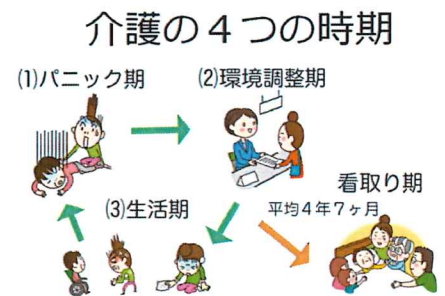 介護の４つの時期
(1)パニック期
(2)環境調整期
看取り期
平均４年７ヶ月
(3)生活期